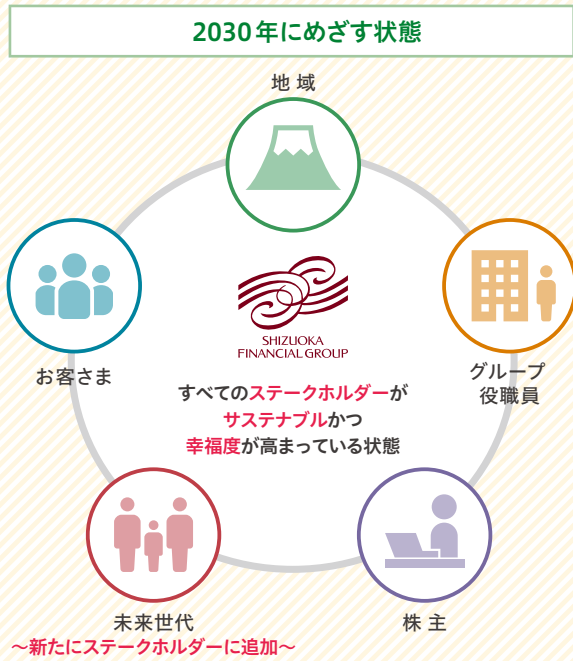 2030年にめざす状態
地 域
お客さま
グループ
役職員
SHIZUOKA
FINANCIAL GROUP
すべてのステークホルダーが
サステナブルかつ
幸福度が高まっている状態
未来世代
〜新たにステークホルダーに追加〜
株 主